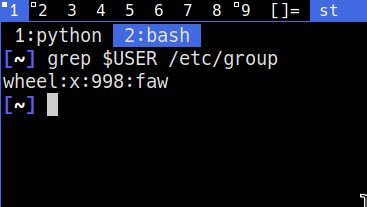 1 2 3 4 5 6 7 8 9 []= st
1:python 2:bash
[~] grep $USER /etc/group
wheel:x:998:faw
[~]